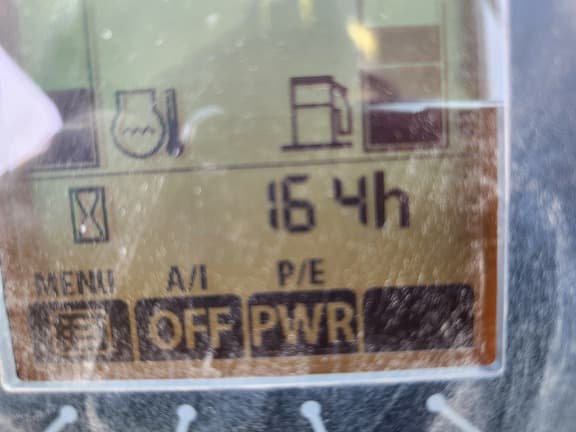 164h
MENU A/I P/E
OFF PWR